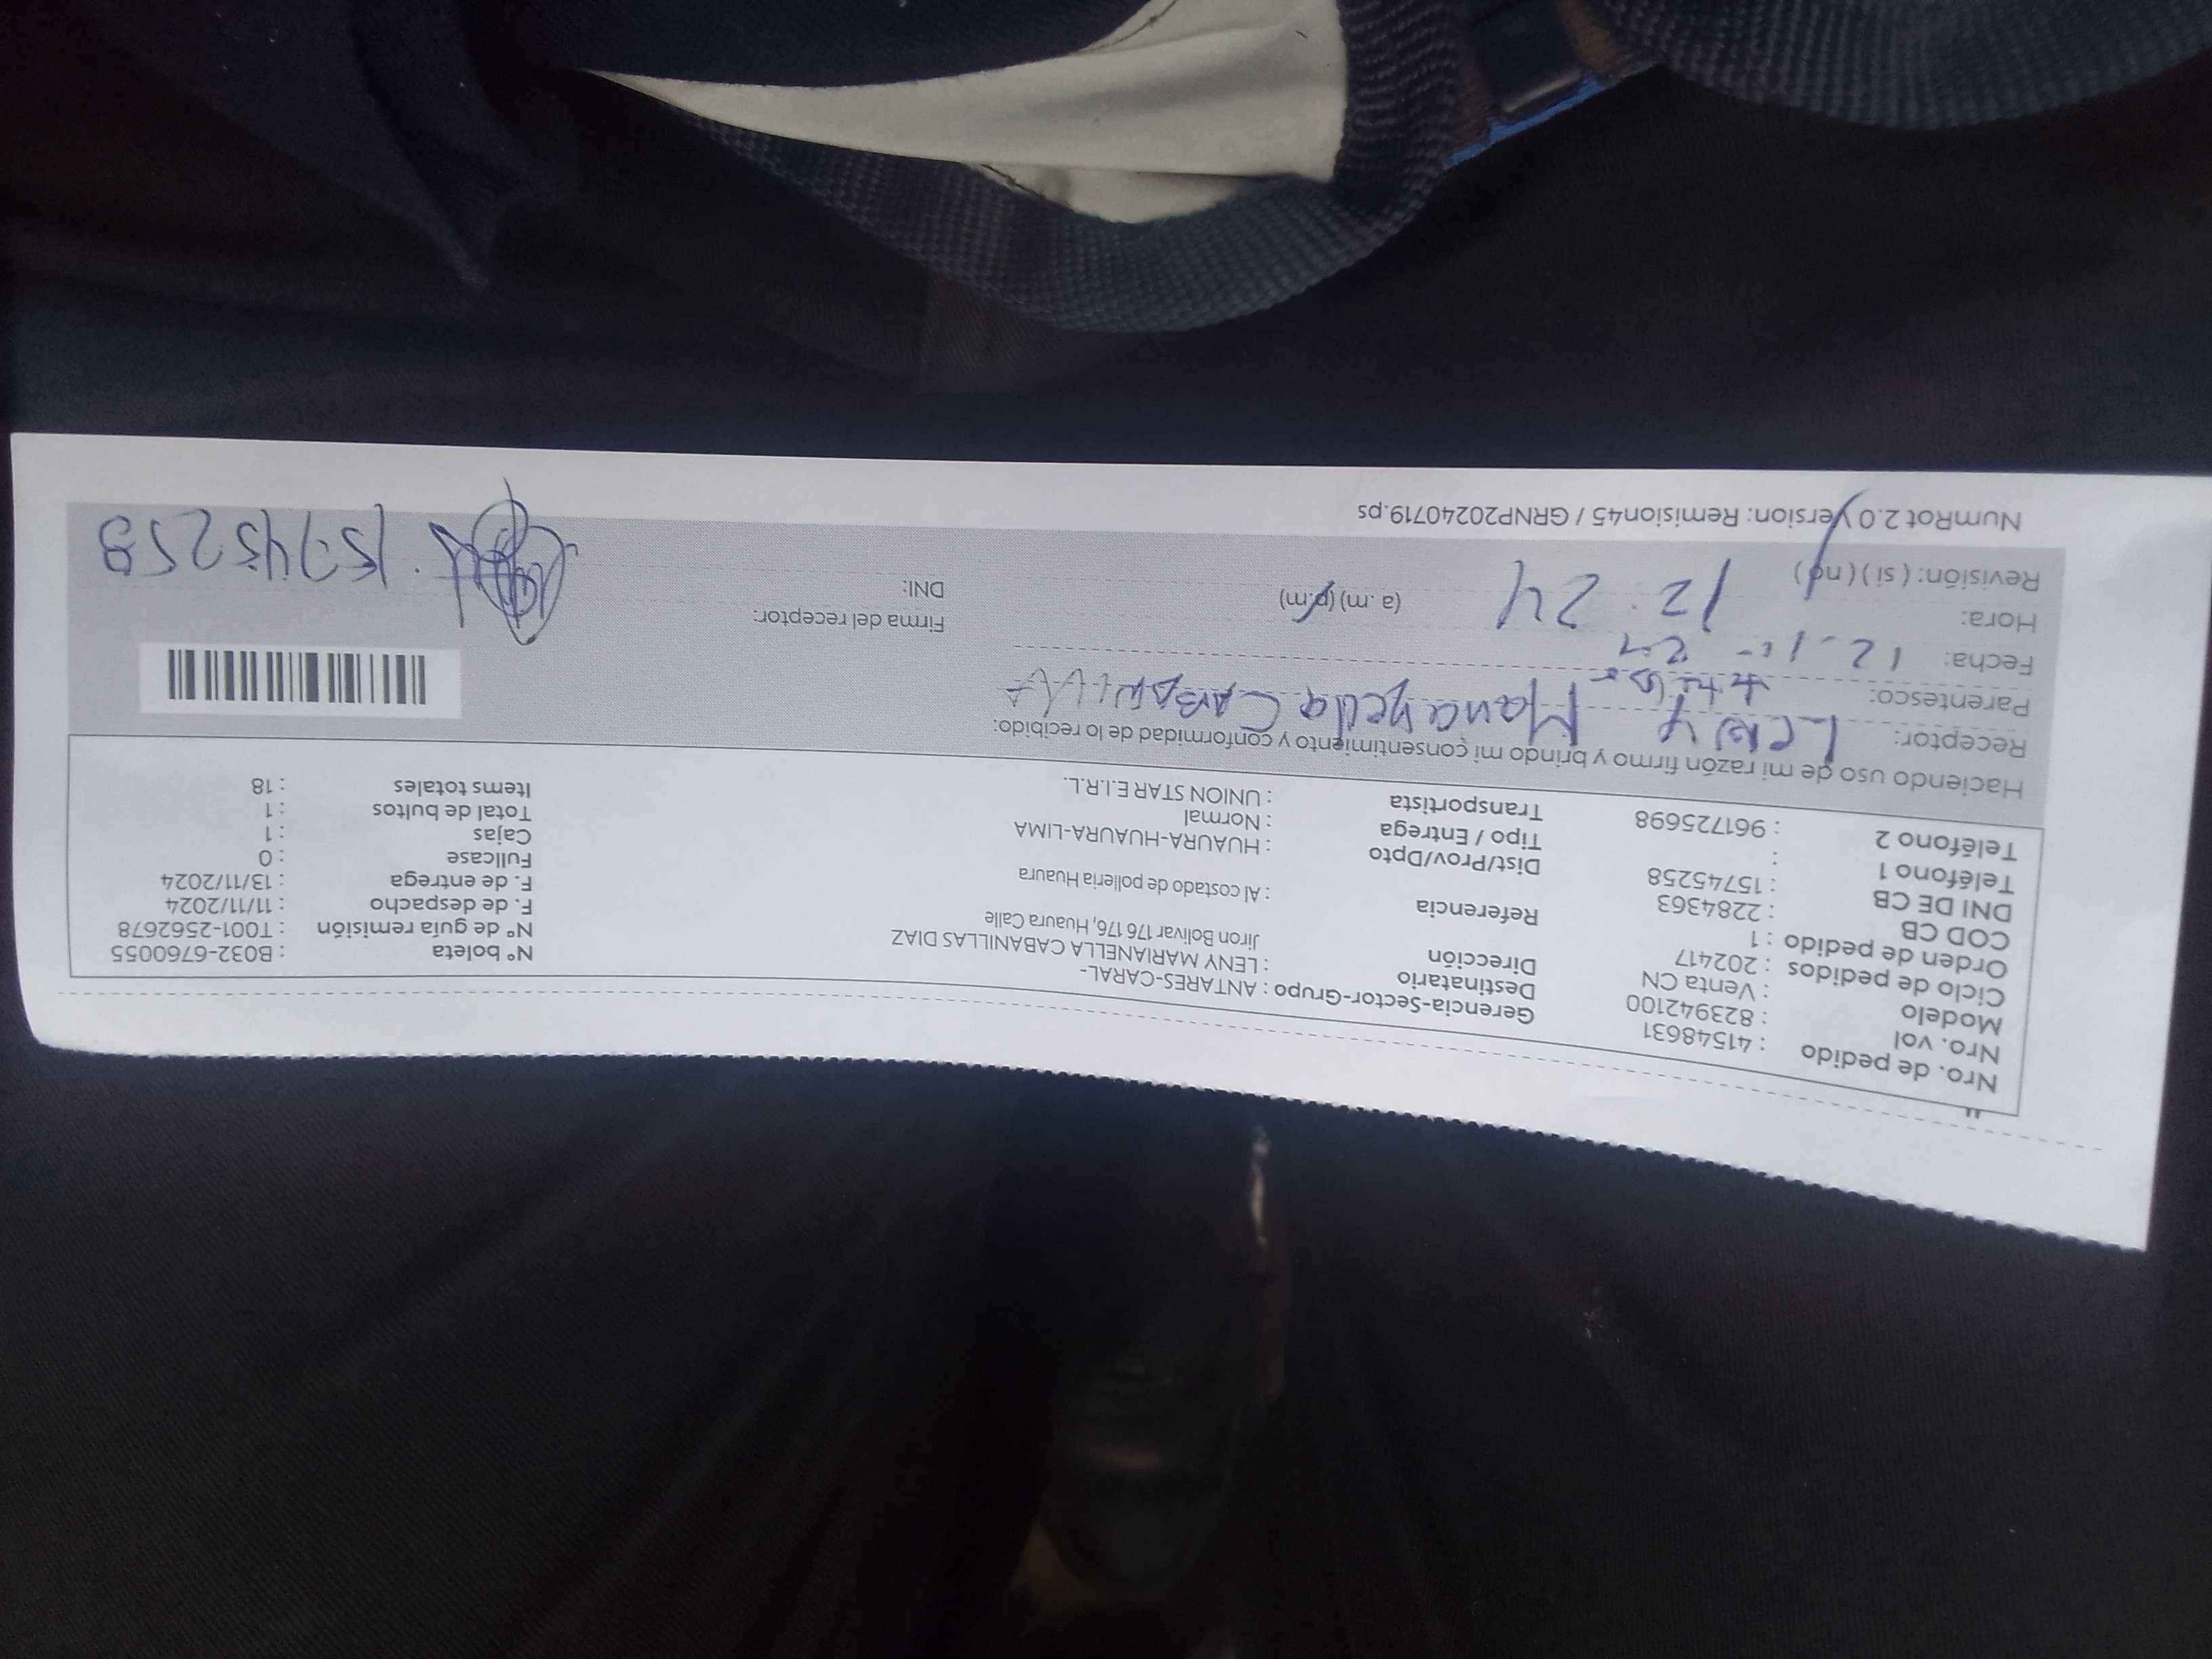 Nro. de pedido : 41548631
Nro. vol : 823942100
Modelo : Venta CN
Ciclo de pedidos : 202417
Orden de pedido : 1
COD CB : 2284363
DNI DE CB : 15745258
Teléfono 1 :
Teléfono 2 : 961725698
Gerencia-Sector-Grupo : ANTARES-CARAL-
Destinatario : LENY MARIANELLA CABANILLAS DIAZ
Dirección Jiron Bolivar 176 176, Huaura Calle
Referencia : Al costado de polleria Huaura
Dist/Prov/Dpto : HUAURA-HUAURA-LIMA
Tipo / Entrega : Normal
Transportista : UNION STAR E.I.R.L.
N° boleta : B032-6760055
N° de guía remisión : T001-2562678
F. de despacho : 11/11/2024
F. de entrega : 13/11/2024
Fullcase : 0
Cajas : 1
Total de bultos : 1
Items totales : 18
Haciendo uso de mi razón firmo y brindo mi consentimiento y conformidad de lo recibido:
Receptor: Leny Marianella
Parentesco:
Fecha: 12
Hora: 12:24 (a.m) (p.m)
Revisión: (si) (no)
Firma del receptor:
DNI: 15745258
NumRot 2.0 Version: Remision45 / GRNP20240719.ps